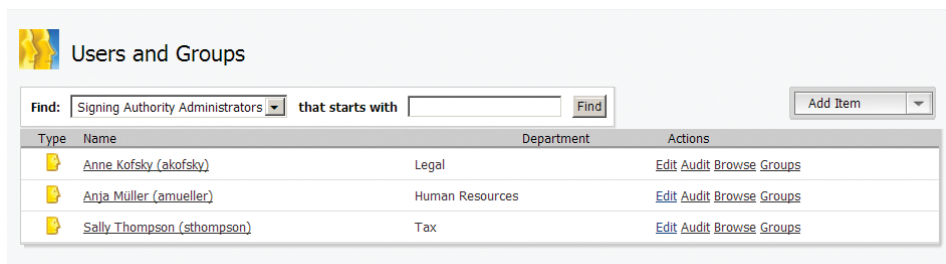 Users and Groups
Find: Signing Authority Administrators that starts with Find Add Item
Type Name Department Actions
Anne Kofsky (akofsky) Legal Edit Audit Browse Groups
Anja Müller (amueller) Human Resources Edit Audit Browse Groups
Sally Thompson (sthompson) Tax Edit Audit Browse Groups